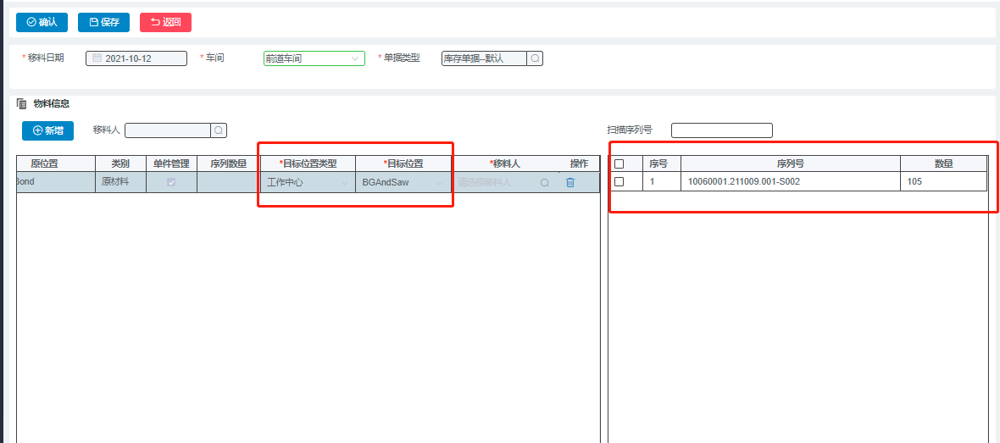 确认 保存 返回
*移料日期 2021-10-12 *车间 前道车间 *单据类型 库存单据--默认
物料信息
新增 移料人 扫描序列号
原位置 类别 单件管理 序列数量 *目标位置类型 *目标位置 *移料人 操作 序号 序列号 数量
Bond 原材料 工作中心 BGAndSaw 请选择移料人 1 10060001.211009.001-S002 105